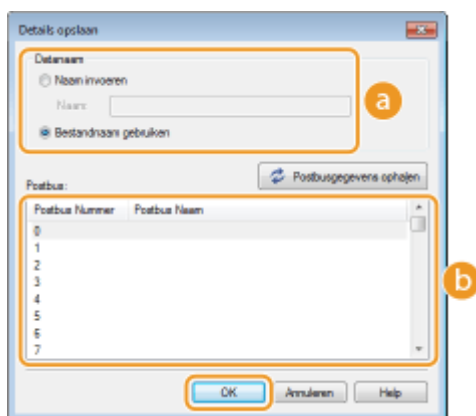 Details opslaan
Datanaam
Naam invoeren
Naam:
Bestandnaam gebruiken
a
Postbusgegevens ophalen
Postbus:
Postbus Nummer Postbus Naam
0
1
2
3
4
5
6
7
b
OK Annuleren Help